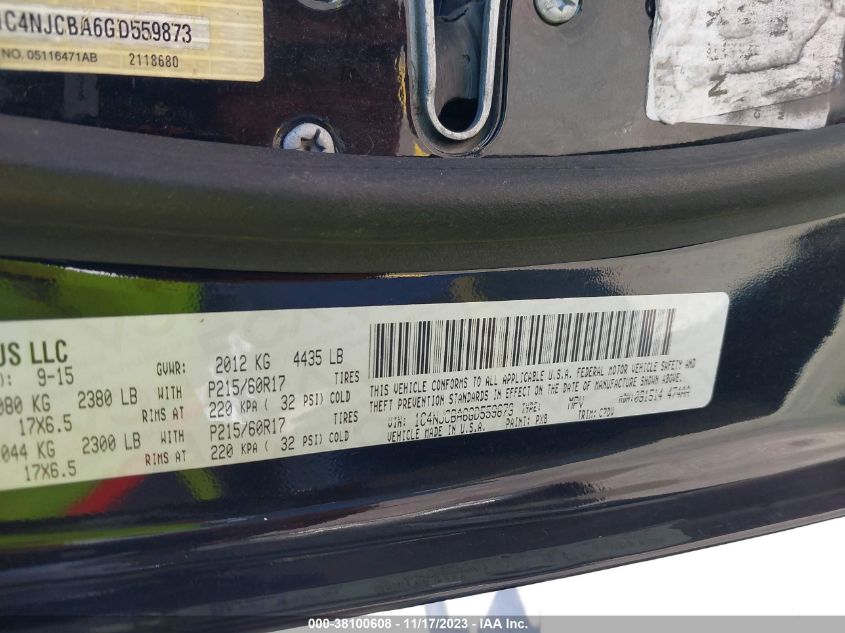 C4NJCBA6GD559873
NO. 05116471AB 2118680
US LLC
9-15
GVWR: 2012 KG 4435 LB
080 KG 2380 LB WITH P215/60R17 TIRES
17X6.5 RIMS AT 220 KPA ( 32 PSI) COLD
044 KG 2300 LB WITH P215/60R17 TIRES
17X6.5 RIMS AT 220 KPA ( 32 PSI) COLD
THIS VEHICLE CONFORMS TO ALL APPLICABLE U.S.A. FEDERAL MOTOR VEHICLE SAFETY AND
THEFT PREVENTION STANDARDS IN EFFECT ON THE DATE OF MANUFACTURE SHOWN ABOVE.
VIN: 1C4NJCBA6GD559873 TYPE: MPV
VEHICLE MADE IN U.S.A. PAINT: PX8 TRIM: C7DV
000-38100608 - 11/17/2023 - IAA Inc.